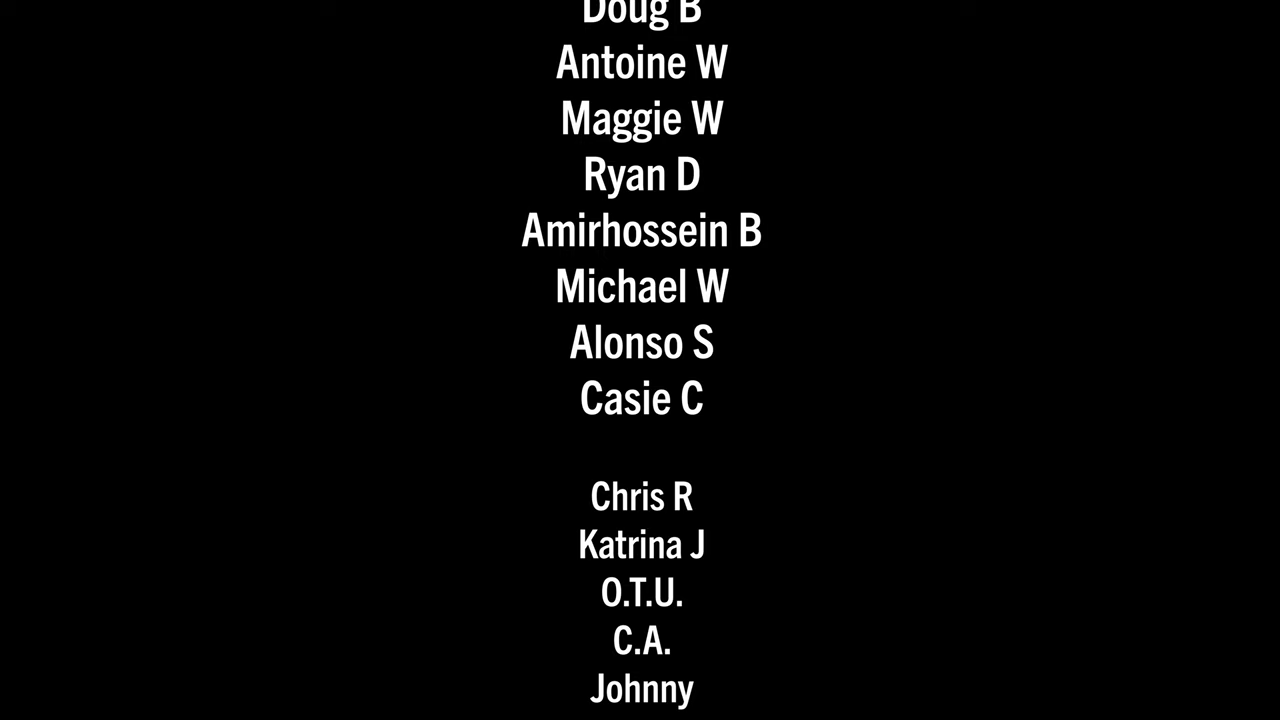 Doug B
Antoine W
Maggie W
Ryan D
Amirhossein B
Michael W
Alonso S
Casie C
Chris R
Katrina J
O.T.U.
C.A.
Johnny